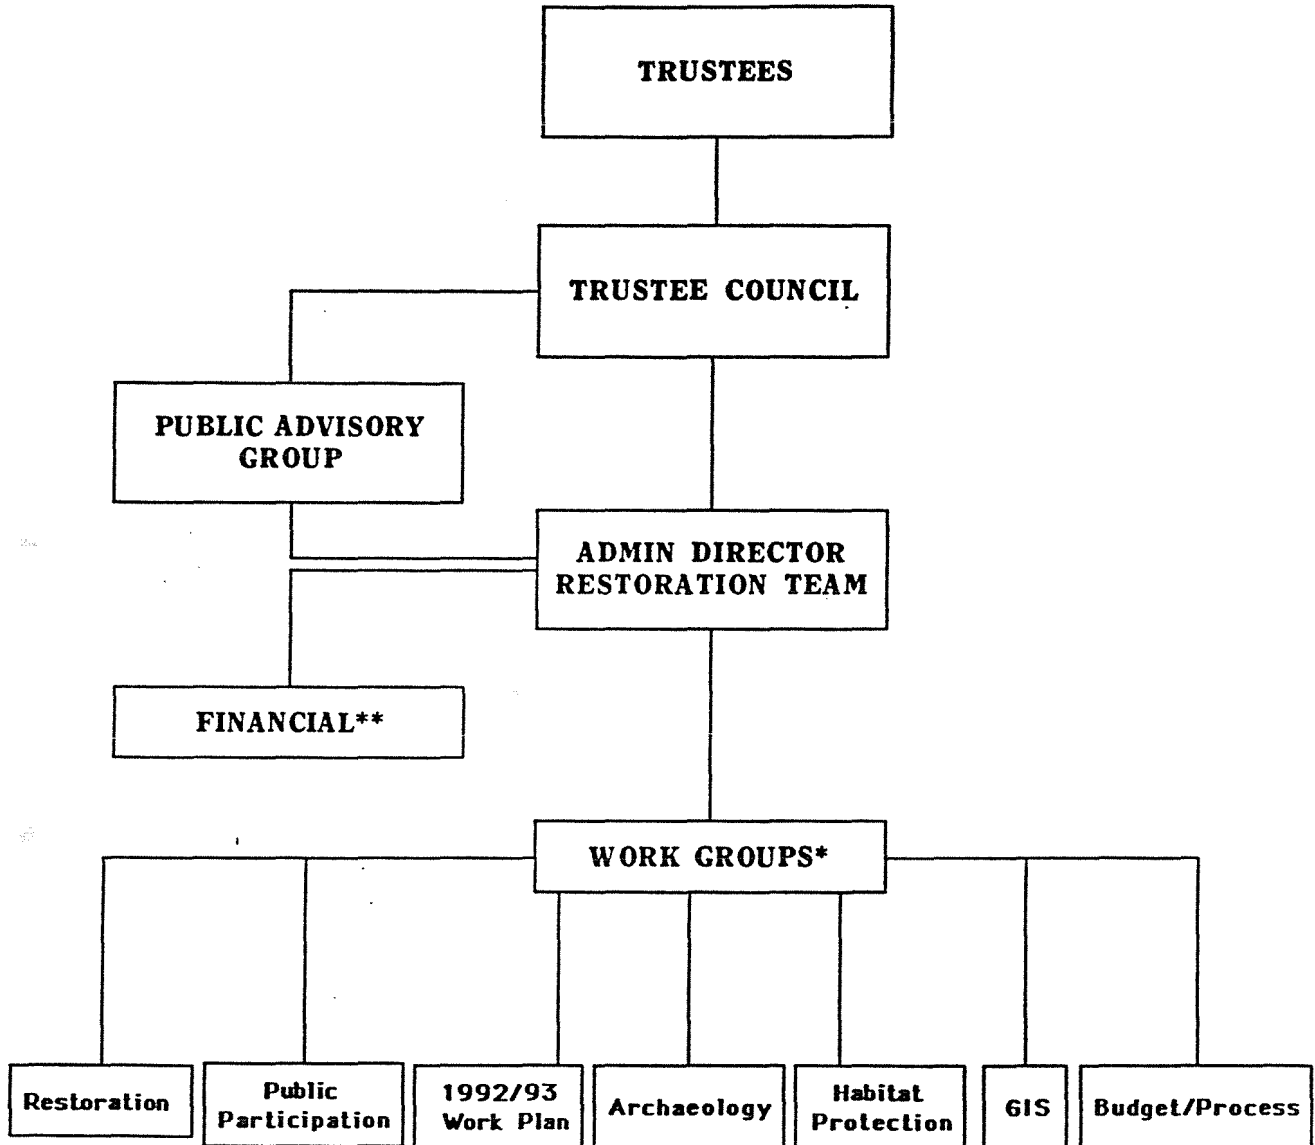 TRUSTEES
TRUSTEE COUNCIL
PUBLIC ADVISORY
GROUP
ADMIN DIRECTOR
RESTORATION TEAM
FINANCIAL**
WORK GROUPS*
Restoration
Public
Participation
1992/93
Work Plan
Archaeology
Habitat
Protection
GIS
Budget/Process